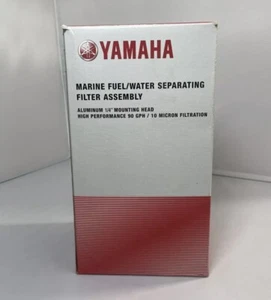 YAMAHA
MARINE FUEL/WATER SEPARATING
FILTER ASSEMBLY
ALUMINUM 1/4" MOUNTING HEAD
HIGH PERFORMANCE 90 GPH / 10 MICRON FILTRATION